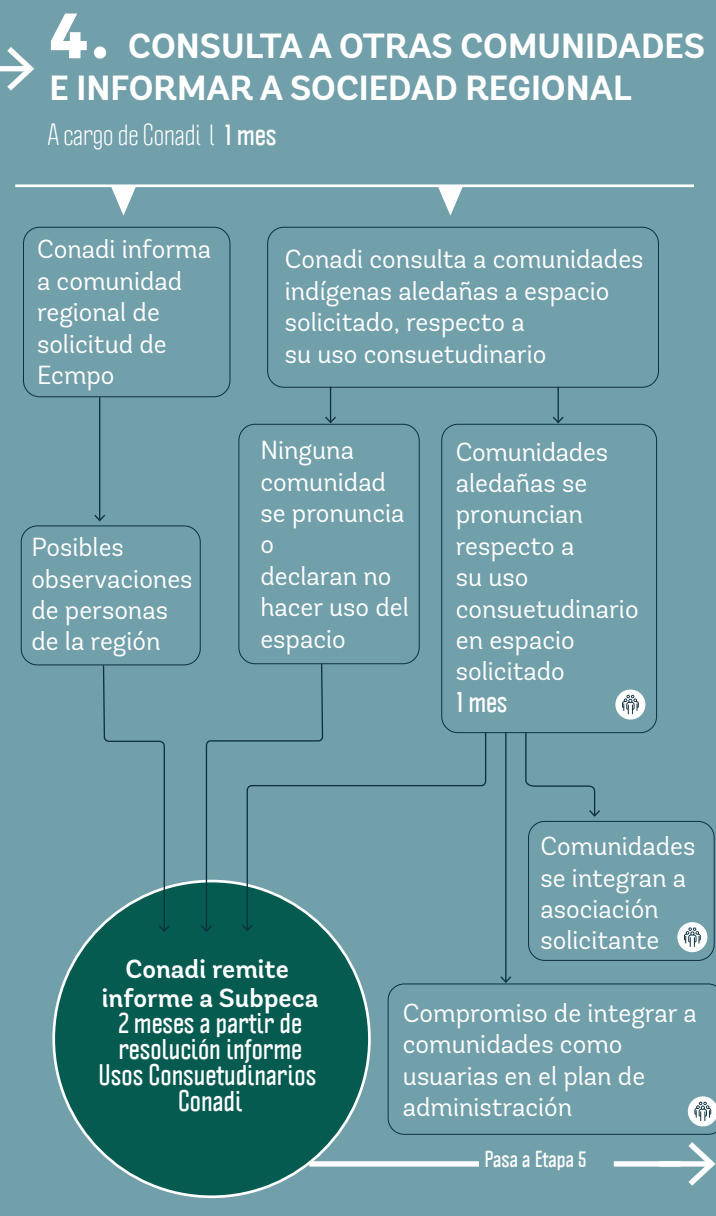 4. CONSULTA A OTRAS COMUNIDADES
E INFORMAR A SOCIEDAD REGIONAL
A cargo de Conadi | 1 mes
Conadi informa
a comunidad
regional de
solicitud de
Ecmpo
Conadi consulta a comunidades
indígenas aledañas a espacio
solicitado, respecto a
su uso consuetudinario
Posibles
observaciones
de personas
de la región
Ninguna
comunidad
se pronuncia
o
declaran no
hacer uso del
espacio
Comunidades
aledañas se
pronuncian
respecto a
su uso
consuetudinario
en espacio
solicitado
1 mes
Comunidades
se integran a
asociación
solicitante
Conadi remite
informe a Subpeca
2 meses a partir de
resolución informe
Usos Consuetudinarios
Conadi
Compromiso de integrar a
comunidades como
usuarias en el plan de
administración
Pasa a Etapa 5